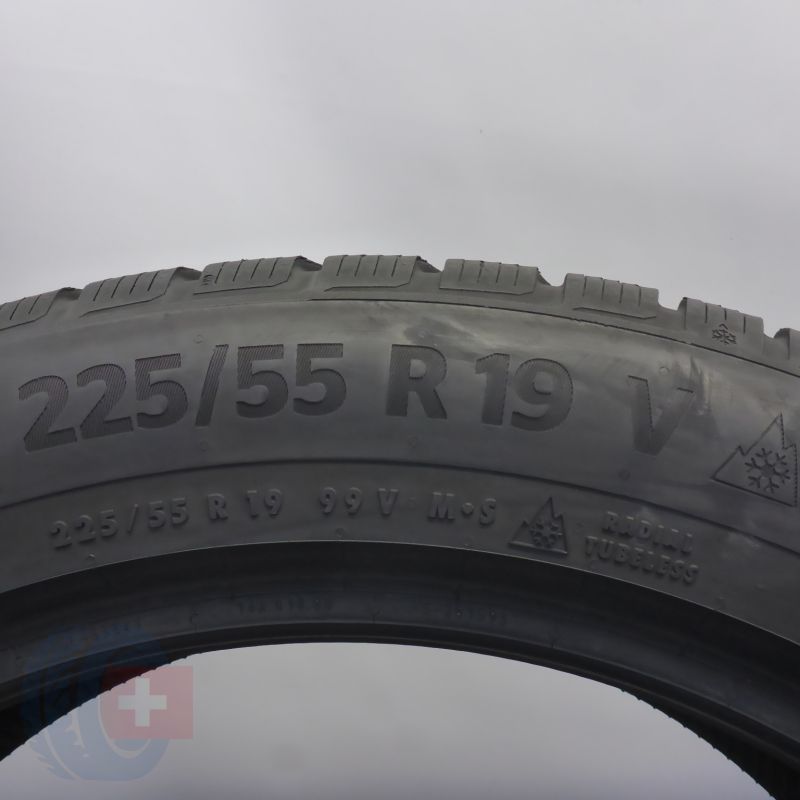 225/55 R 19 V
225/55 R 19 99 V M•S RADIAL
TUBELESS